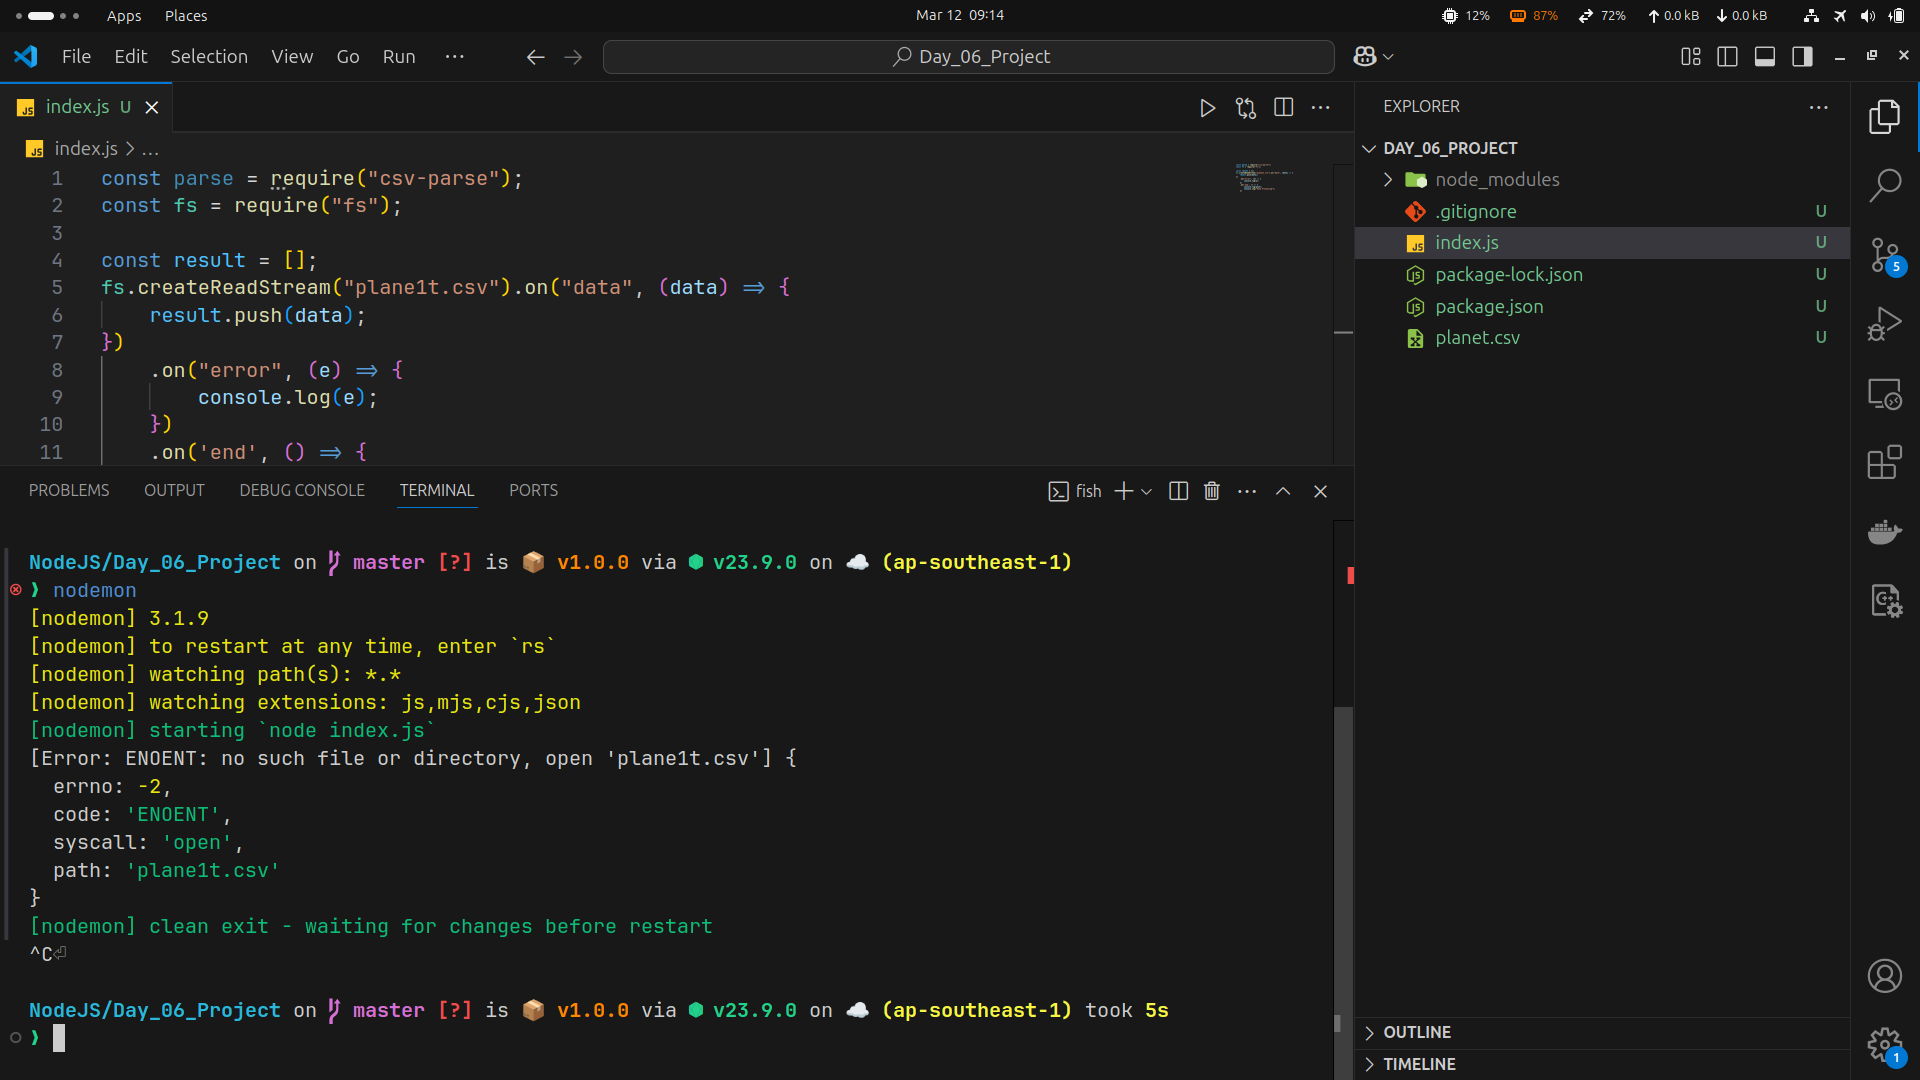 Apps Places Mar 12 09:14 12% 87% 72% 0.0 kB 0.0 kB
File Edit Selection View Go Run ··· Day_06_Project
index.js U
index.js > ...
1 const parse = require("csv-parse");
2 const fs = require("fs");
3
4 const result = [];
5 fs.createReadStream("plane1t.csv").on("data", (data) => {
6 result.push(data);
7 })
8 .on("error", (e) => {
9 console.log(e);
10 })
11 .on('end', () => {
EXPLORER
DAY_06_PROJECT
node_modules
.gitignore U
index.js U
package-lock.json U
package.json U
planet.csv U
5
PROBLEMS OUTPUT DEBUG CONSOLE TERMINAL PORTS fish
NodeJS/Day_06_Project on master [?] is 📦 v1.0.0 via v23.9.0 on ☁️ (ap-southeast-1)
❯ nodemon
[nodemon] 3.1.9
[nodemon] to restart at any time, enter `rs`
[nodemon] watching path(s): *.*
[nodemon] watching extensions: js,mjs,cjs,json
[nodemon] starting `node index.js`
[Error: ENOENT: no such file or directory, open 'plane1t.csv'] {
errno: -2,
code: 'ENOENT',
syscall: 'open',
path: 'plane1t.csv'
}
[nodemon] clean exit - waiting for changes before restart
^C⏎
NodeJS/Day_06_Project on master [?] is 📦 v1.0.0 via v23.9.0 on ☁️ (ap-southeast-1) took 5s
❯
OUTLINE
TIMELINE
1